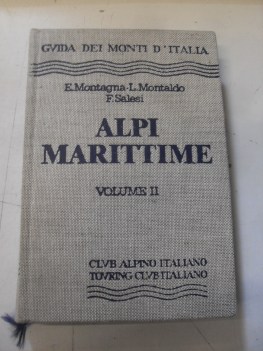 GVIDA DEI MONTI D'ITALIA
E.Montagna-L.Montaldo
F.Salesi
ALPI
MARITTIME
VOLUME II
CLVB ALPINO ITALIANO
TOVRING CLVB ITALIANO